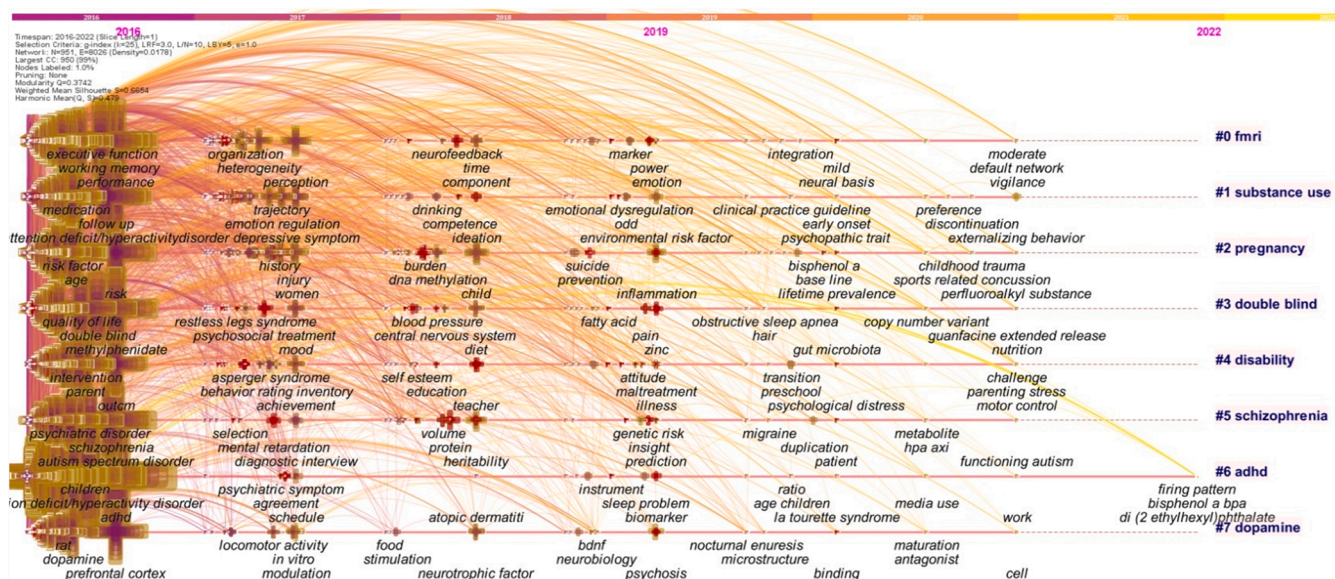 2016 2017 2018 2019 2020 2021
2016 2019 2022
Timespan: 2016-2022 (Slice Length=1)
Selection Criteria: g-index (k=25), LRF=3.0, L/N=10, LBY=5, e=1.0
Network: N=951, E=8026 (Density=0.0178)
Largest CC: 950 (99%)
Nodes Labeled: 1.0%
Pruning: None
Modularity Q=0.3742
Weighted Mean Silhouette S=0.6654
Harmonic Mean(Q, S)=0.479
#0 fmri
executive function organization neurofeedback marker integration moderate
working memory heterogeneity time power mild default network
performance perception component emotion neural basis vigilance
#1 substance use
medication trajectory drinking emotional dysregulation clinical practice guideline preference
follow up emotion regulation competence odd early onset discontinuation
ttention deficit/hyperactivitydisorder depressive symptom ideation environmental risk factor psychopathic trait externalizing behavior
#2 pregnancy
risk factor history burden suicide bisphenol a childhood trauma
age injury dna methylation prevention base line sports related concussion
risk women child inflammation lifetime prevalence perfluoroalkyl substance
#3 double blind
quality of life restless legs syndrome blood pressure fatty acid obstructive sleep apnea copy number variant
double blind psychosocial treatment central nervous system pain hair guanfacine extended release
methylphenidate mood diet zinc gut microbiota nutrition
#4 disability
intervention asperger syndrome self esteem attitude transition challenge
parent behavior rating inventory education maltreatment preschool parenting stress
outcm achievement teacher illness psychological distress motor control
#5 schizophrenia
psychiatric disorder selection volume genetic risk migraine metabolite
schizophrenia mental retardation protein insight duplication hpa axi
autism spectrum disorder diagnostic interview heritability prediction patient functioning autism
#6 adhd
children psychiatric symptom instrument ratio firing pattern
ion deficit/hyperactivity disorder agreement sleep problem age children media use bisphenol a bpa
adhd schedule atopic dermatiti biomarker la tourette syndrome work di (2 ethylhexyl)phthalate
#7 dopamine
rat locomotor activity food bdnf nocturnal enuresis maturation
dopamine in vitro stimulation neurobiology microstructure antagonist
prefrontal cortex modulation neurotrophic factor psychosis binding cell